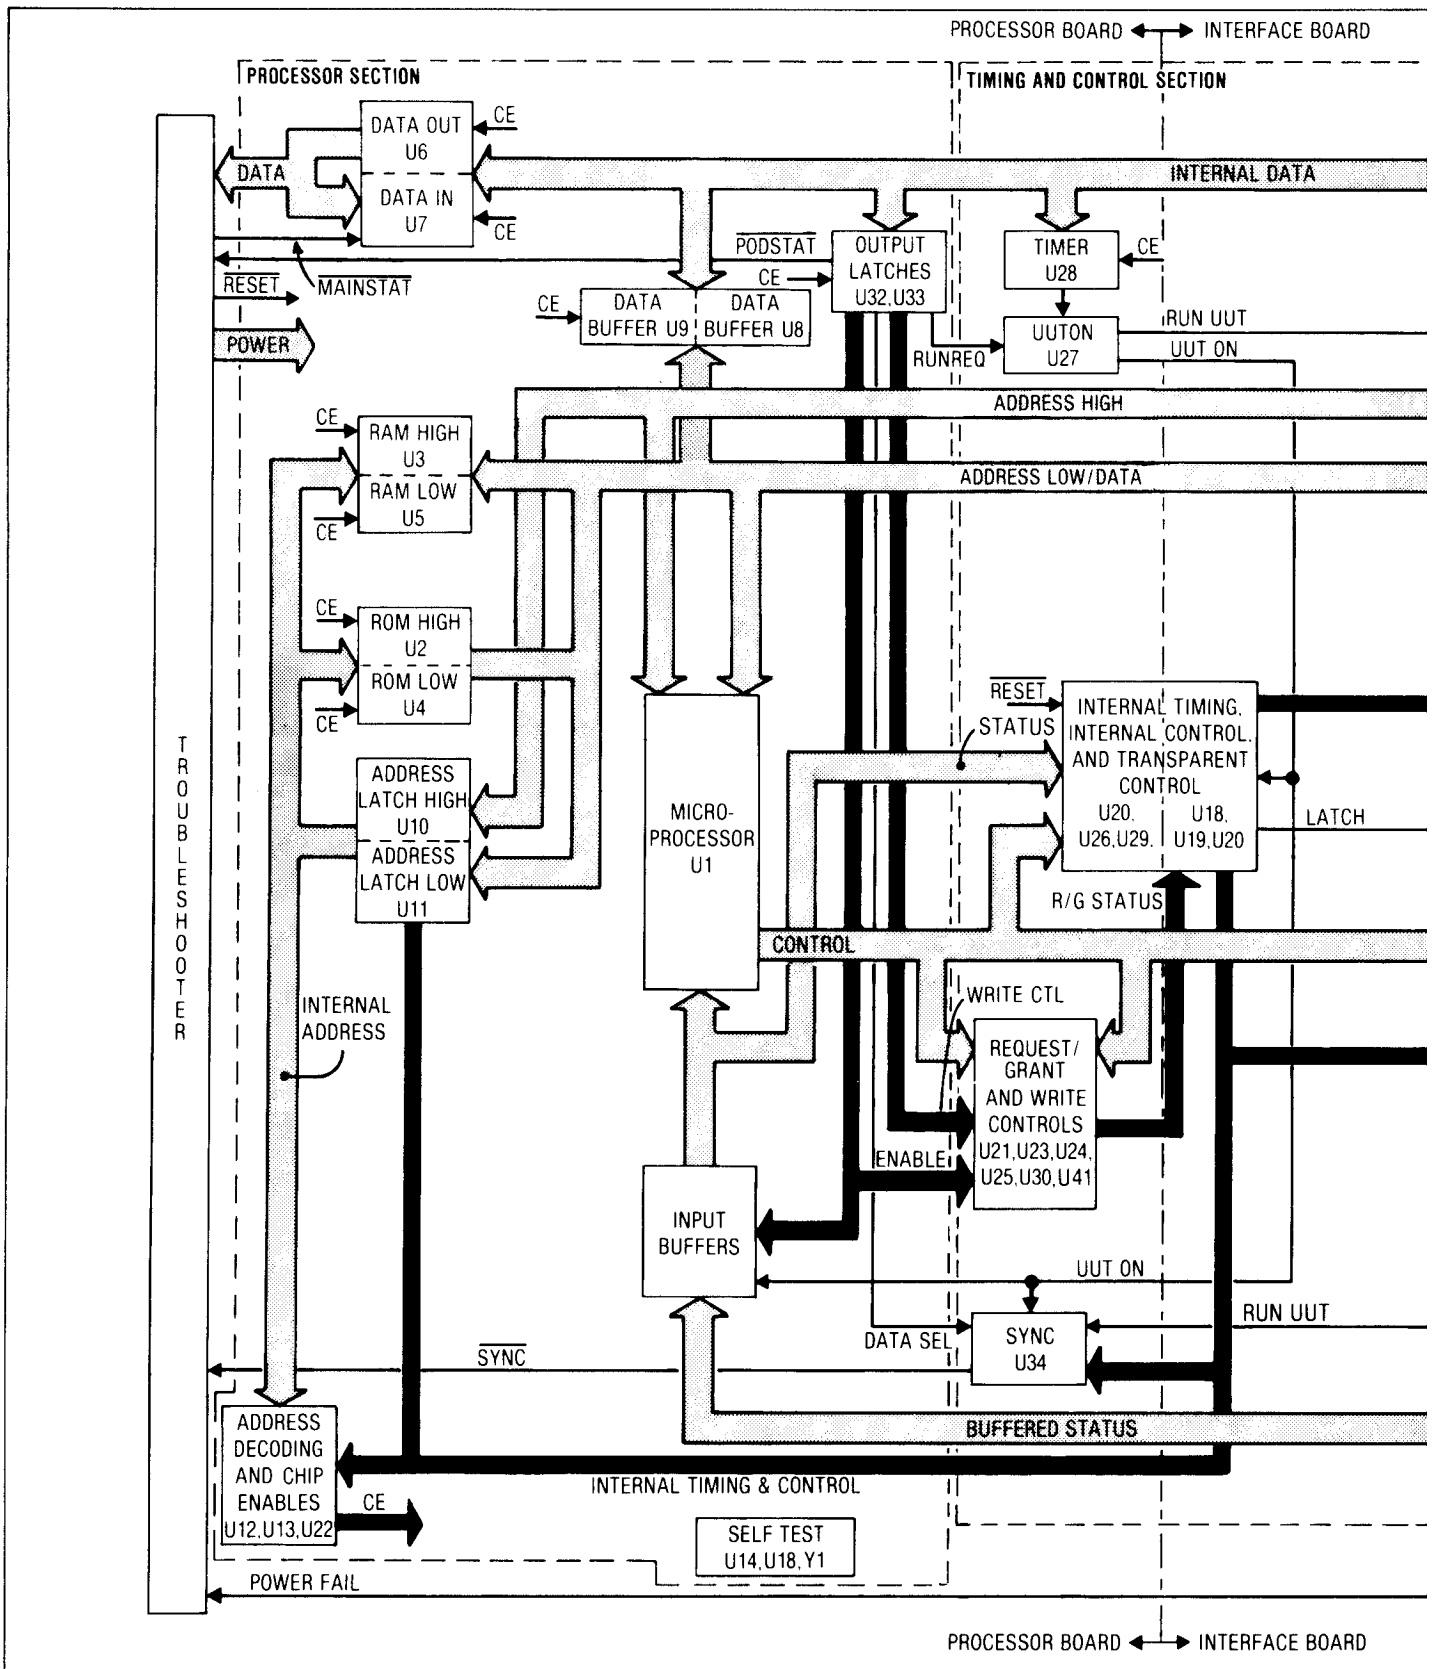 PROCESSOR BOARD
INTERFACE BOARD
PROCESSOR SECTION
TIMING AND CONTROL SECTION
DATA OUT
U6
CE
DATA
DATA IN
U7
CE
INTERNAL DATA
MAINSTAT
RESET
POWER
PODSTAT
CE
OUTPUT
LATCHES
U32,U33
TIMER
U28
CE
CE
DATA
BUFFER U9
DATA
BUFFER U8
RUNREQ
UUTON
U27
RUN UUT
UUT ON
ADDRESS HIGH
CE
RAM HIGH
U3
RAM LOW
U5
CE
ADDRESS LOW/DATA
CE
ROM HIGH
U2
ROM LOW
U4
CE
RESET
STATUS
INTERNAL TIMING,
INTERNAL CONTROL,
AND TRANSPARENT
CONTROL
U20, U18,
U26,U29. U19,U20
LATCH
TROUBLESHOOTER
ADDRESS
LATCH HIGH
U10
ADDRESS
LATCH LOW
U11
MICRO-
PROCESSOR
U1
R/G STATUS
CONTROL
WRITE CTL
INTERNAL
ADDRESS
REQUEST/
GRANT
AND WRITE
CONTROLS
U21,U23,U24,
U25,U30,U41
ENABLE
INPUT
BUFFERS
UUT ON
DATA SEL
SYNC
U34
RUN UUT
SYNC
BUFFERED STATUS
ADDRESS
DECODING
AND CHIP
ENABLES
U12,U13,U22
CE
INTERNAL TIMING & CONTROL
SELF TEST
U14,U18,Y1
POWER FAIL
PROCESSOR BOARD
INTERFACE BOARD